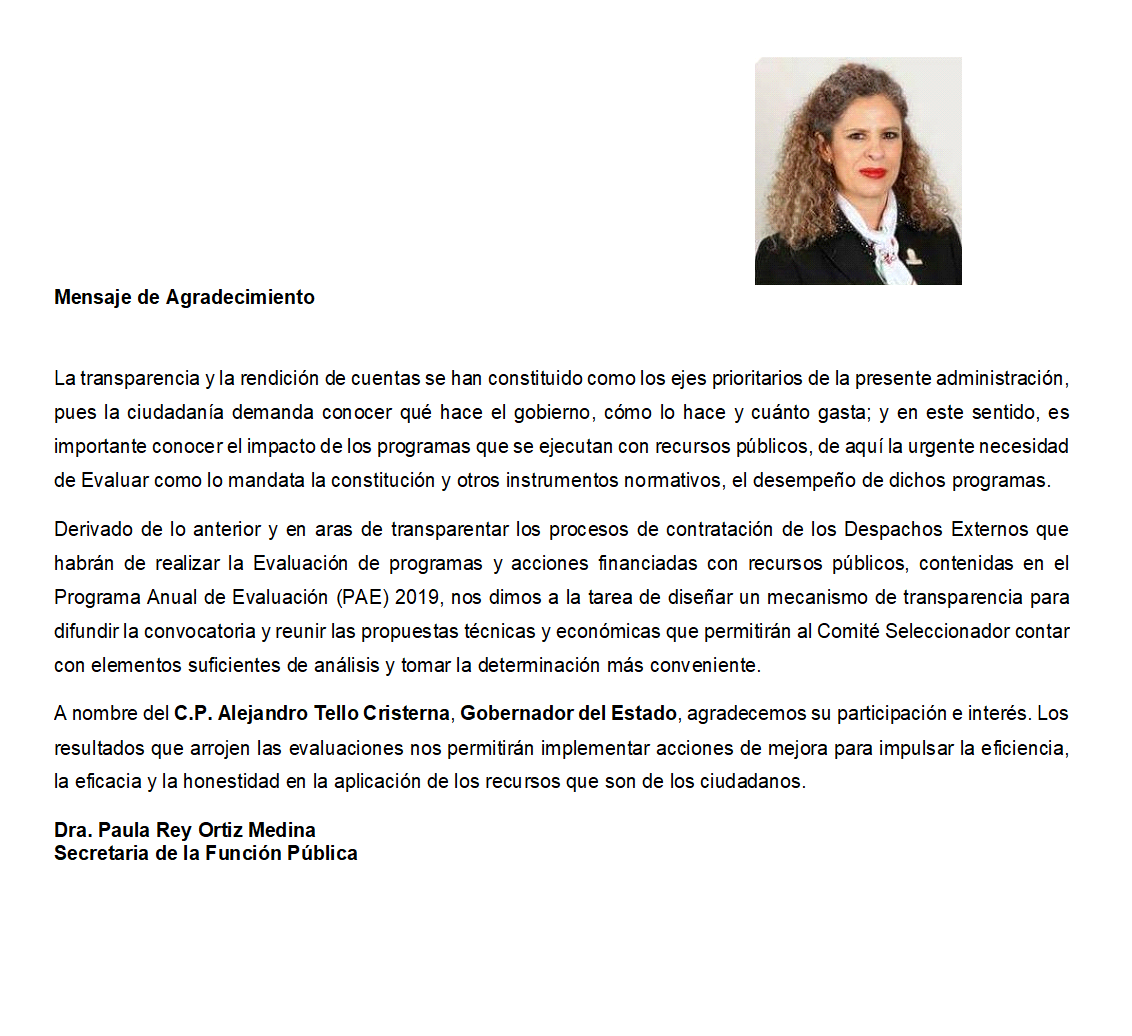 Mensaje de Agradecimiento
La transparencia y la rendición de cuentas se han constituido como los ejes prioritarios de la presente administración,
pues la ciudadanía demanda conocer qué hace el gobierno, cómo lo hace y cuánto gasta; y en este sentido, es
importante conocer el impacto de los programas que se ejecutan con recursos públicos, de aquí la urgente necesidad
de Evaluar como lo mandata la constitución y otros instrumentos normativos, el desempeño de dichos programas.
Derivado de lo anterior y en aras de transparentar los procesos de contratación de los Despachos Externos que
habrán de realizar la Evaluación de programas y acciones financiadas con recursos públicos, contenidas en el
Programa Anual de Evaluación (PAE) 2019, nos dimos a la tarea de diseñar un mecanismo de transparencia para
difundir la convocatoria y reunir las propuestas técnicas y económicas que permitirán al Comité Seleccionador contar
con elementos suficientes de análisis y tomar la determinación más conveniente.
A nombre del C.P. Alejandro Tello Cristerna, Gobernador del Estado, agradecemos su participación e interés. Los
resultados que arrojen las evaluaciones nos permitirán implementar acciones de mejora para impulsar la eficiencia,
la eficacia y la honestidad en la aplicación de los recursos que son de los ciudadanos.
Dra. Paula Rey Ortiz Medina
Secretaria de la Función Pública